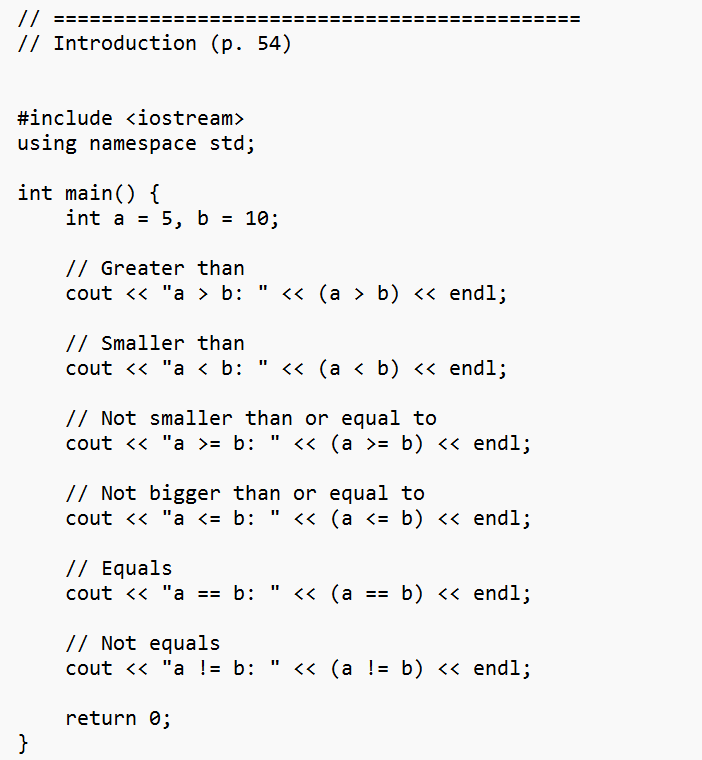 // ============================================
// Introduction (p. 54)
#include <iostream>
using namespace std;
int main() {
    int a = 5, b = 10;
    // Greater than
    cout << "a > b: " << (a > b) << endl;
    // Smaller than
    cout << "a < b: " << (a < b) << endl;
    // Not smaller than or equal to
    cout << "a >= b: " << (a >= b) << endl;
    // Not bigger than or equal to
    cout << "a <= b: " << (a <= b) << endl;
    // Equals
    cout << "a == b: " << (a == b) << endl;
    // Not equals
    cout << "a != b: " << (a != b) << endl;
    return 0;
}